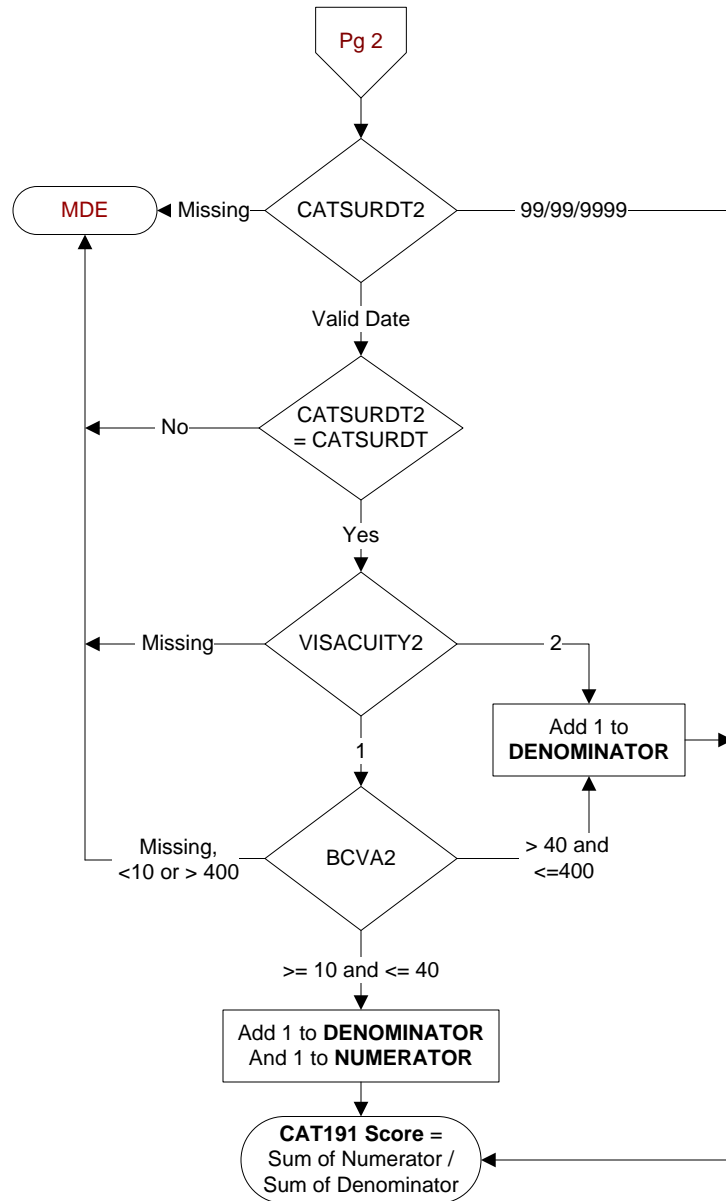 Pg 2
MDE
Missing
CATSURDT2
99/99/9999
Valid Date
No
CATSURDT2
= CATSURDT
Yes
Missing
VISACUITY2
2
Add 1 to
DENOMINATOR
1
Missing,
<10 or > 400
BCVA2
> 40 and
<=400
>= 10 and <= 40
Add 1 to DENOMINATOR
And 1 to NUMERATOR
CAT191 Score =
Sum of Numerator /
Sum of Denominator